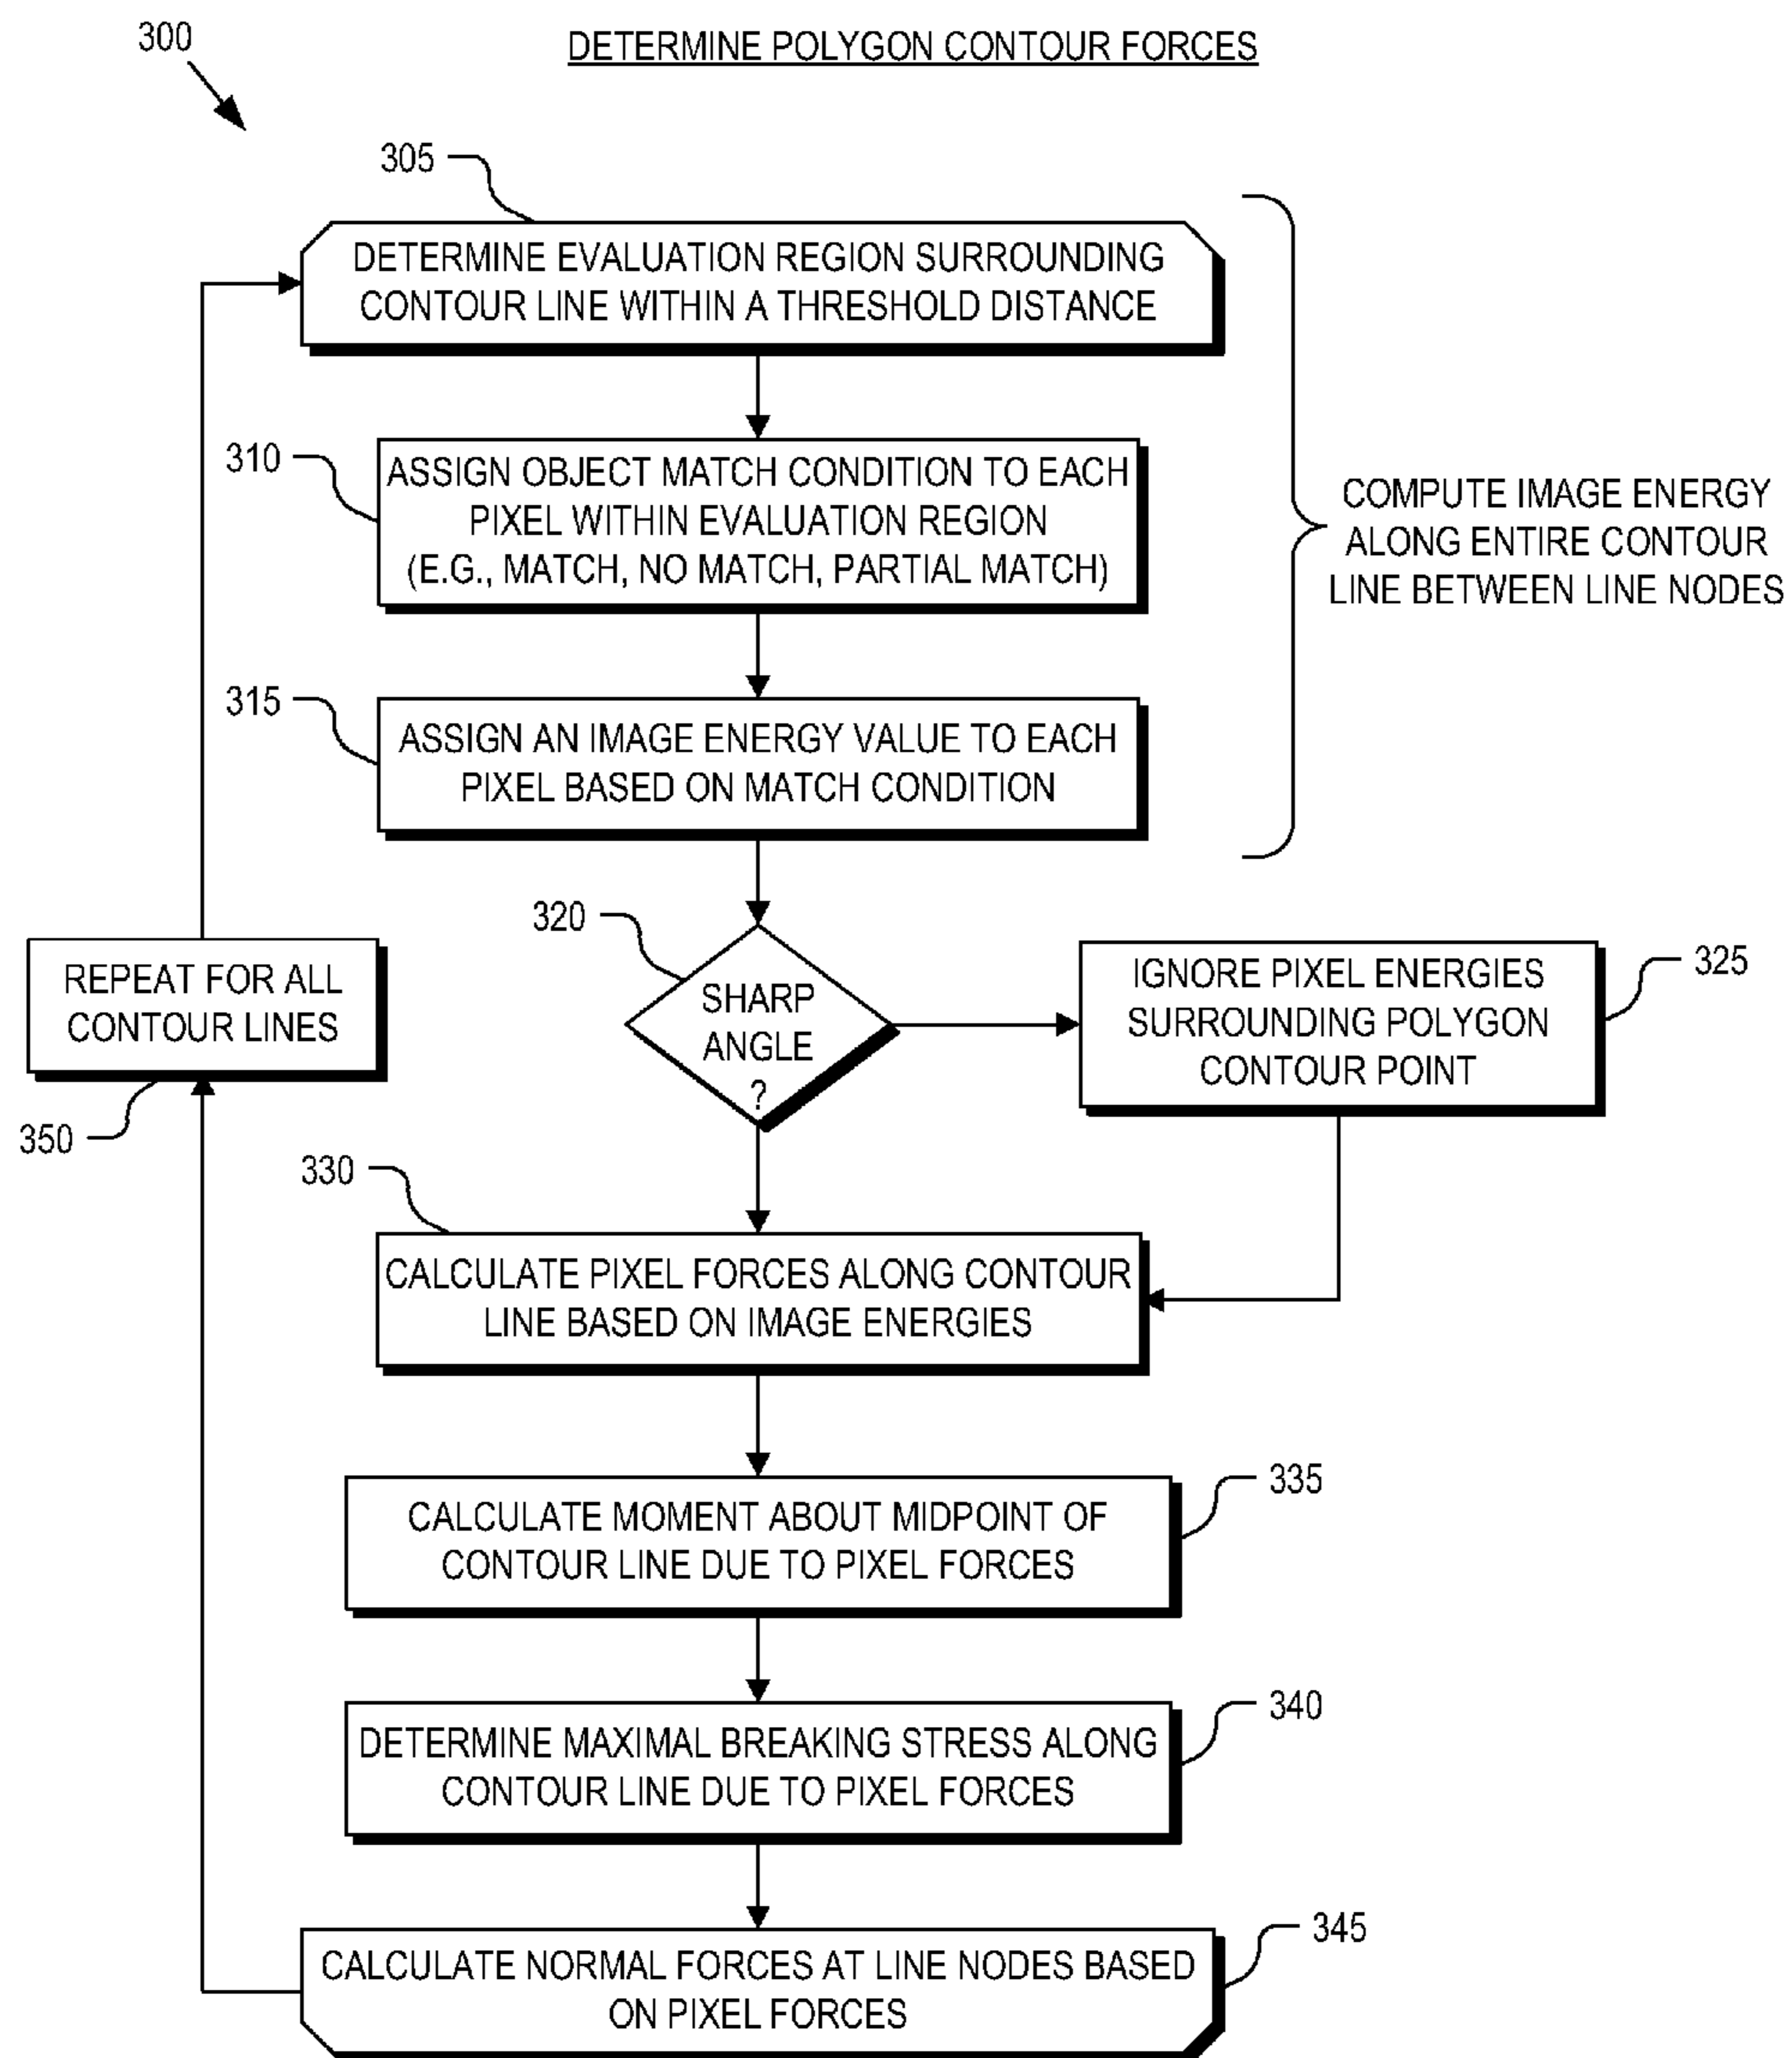 300
DETERMINE POLYGON CONTOUR FORCES
305
DETERMINE EVALUATION REGION SURROUNDING
CONTOUR LINE WITHIN A THRESHOLD DISTANCE
310
ASSIGN OBJECT MATCH CONDITION TO EACH
PIXEL WITHIN EVALUATION REGION
(E.G., MATCH, NO MATCH, PARTIAL MATCH)
COMPUTE IMAGE ENERGY
ALONG ENTIRE CONTOUR
LINE BETWEEN LINE NODES
315
ASSIGN AN IMAGE ENERGY VALUE TO EACH
PIXEL BASED ON MATCH CONDITION
320
SHARP
ANGLE
?
IGNORE PIXEL ENERGIES
SURROUNDING POLYGON
CONTOUR POINT
325
REPEAT FOR ALL
CONTOUR LINES
350
330
CALCULATE PIXEL FORCES ALONG CONTOUR
LINE BASED ON IMAGE ENERGIES
335
CALCULATE MOMENT ABOUT MIDPOINT OF
CONTOUR LINE DUE TO PIXEL FORCES
340
DETERMINE MAXIMAL BREAKING STRESS ALONG
CONTOUR LINE DUE TO PIXEL FORCES
345
CALCULATE NORMAL FORCES AT LINE NODES BASED
ON PIXEL FORCES